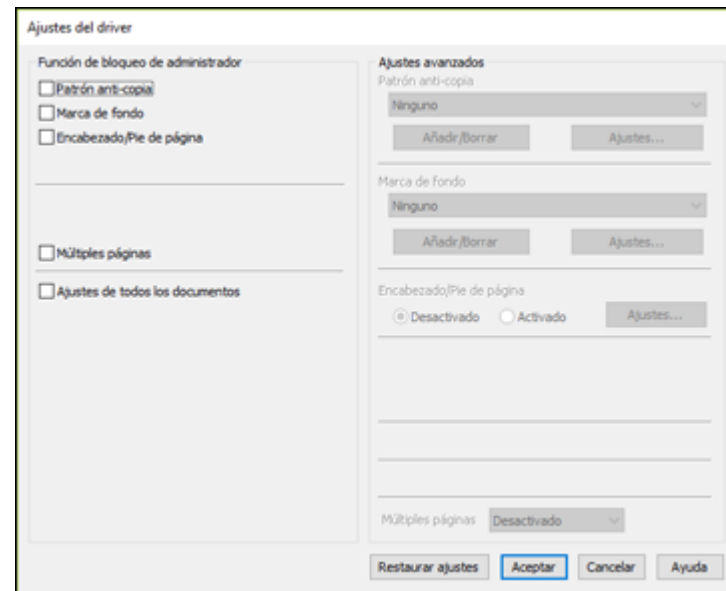 Ajustes del driver
Función de bloqueo de administrador
Patrón anti-copia
Marca de fondo
Encabezado/Pie de página
Múltiples páginas
Ajustes de todos los documentos
Ajustes avanzados
Patrón anti-copia
Ninguno
Añadir/Borrar
Ajustes...
Marca de fondo
Ninguno
Añadir/Borrar
Ajustes...
Encabezado/Pie de página
Desactivado
Activado
Ajustes...
Múltiples páginas
Desactivado
Restaurar ajustes
Aceptar
Cancelar
Ayuda